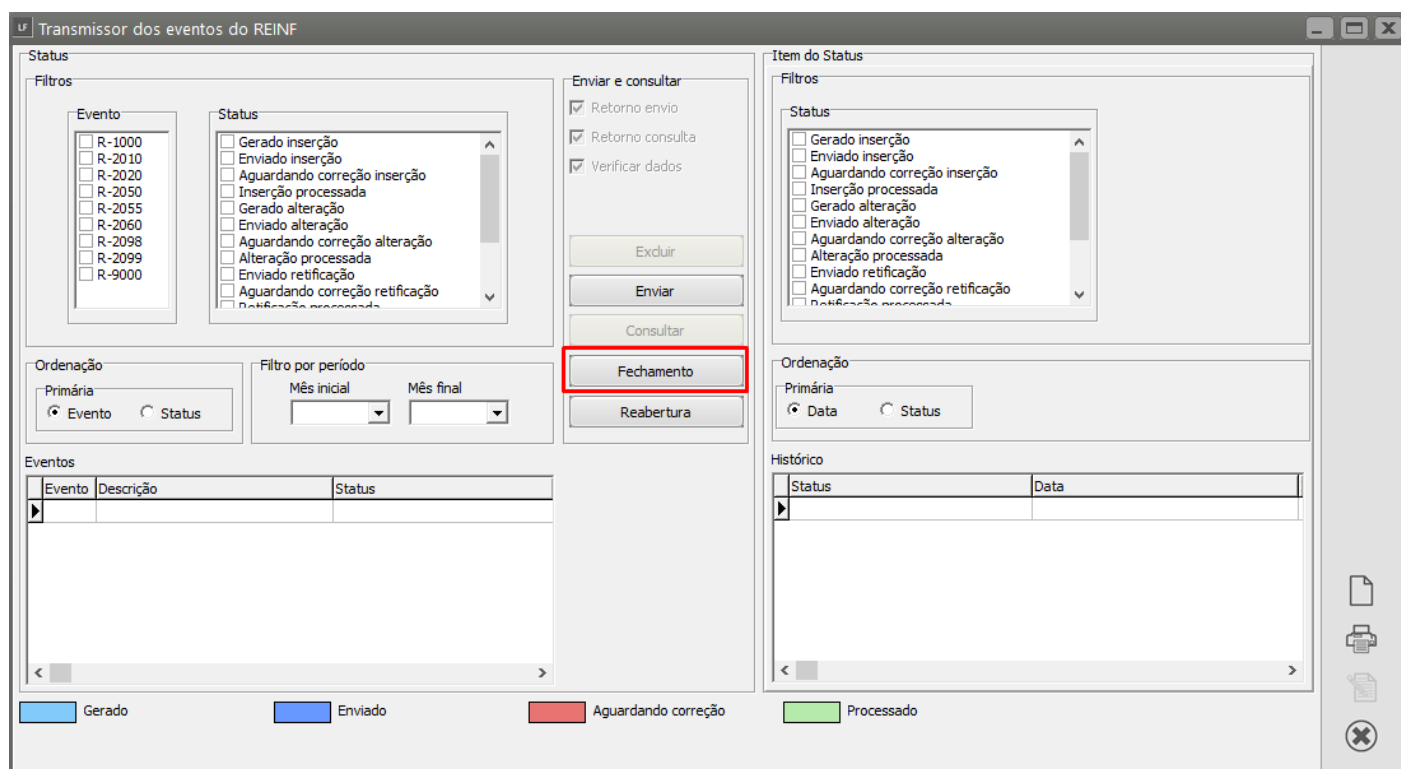 LF Transmissor dos eventos do REINF
Status
Filtros
Evento
R-1000
R-2010
R-2020
R-2050
R-2055
R-2060
R-2098
R-2099
R-9000
Status
Gerado inserção
Enviado inserção
Aguardando correção inserção
Inserção processada
Gerado alteração
Enviado alteração
Aguardando correção alteração
Alteração processada
Enviado retificação
Aguardando correção retificação
Retificação processada
Enviar e consultar
Retorno envio
Retorno consulta
Verificar dados
Excluir
Enviar
Consultar
Fechamento
Reabertura
Ordenação
Primária
Evento Status
Filtro por período
Mês inicial Mês final
Eventos
Evento Descrição Status
Item do Status
Filtros
Status
Gerado inserção
Enviado inserção
Aguardando correção inserção
Inserção processada
Gerado alteração
Enviado alteração
Aguardando correção alteração
Alteração processada
Enviado retificação
Aguardando correção retificação
Retificação processada
Ordenação
Primária
Data Status
Histórico
Status Data
Gerado Enviado Aguardando correção Processado